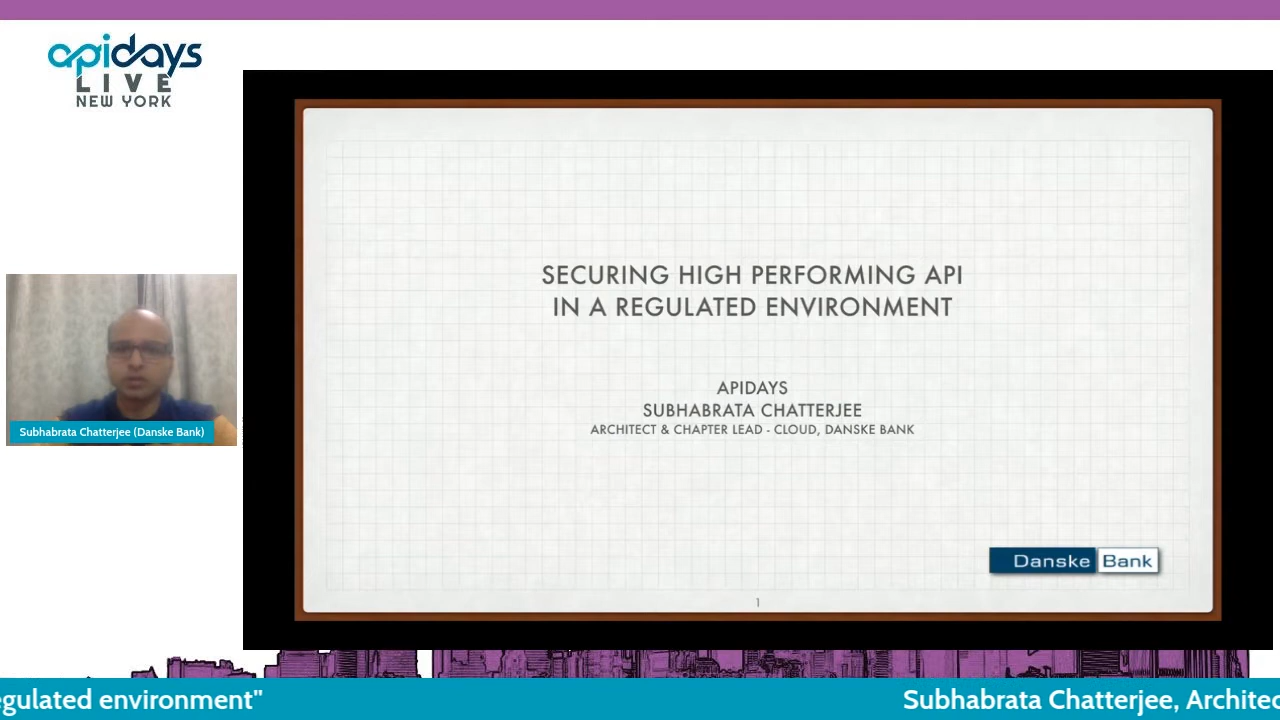 apidays
LIVE
NEW YORK
SECURING HIGH PERFORMING API
IN A REGULATED ENVIRONMENT
APIDAYS
SUBHABRATA CHATTERJEE
ARCHITECT & CHAPTER LEAD - CLOUD, DANSKE BANK
Danske Bank
1
Subhabrata Chatterjee (Danske Bank)
egulated environment"
Subhabrata Chatterjee, Architec